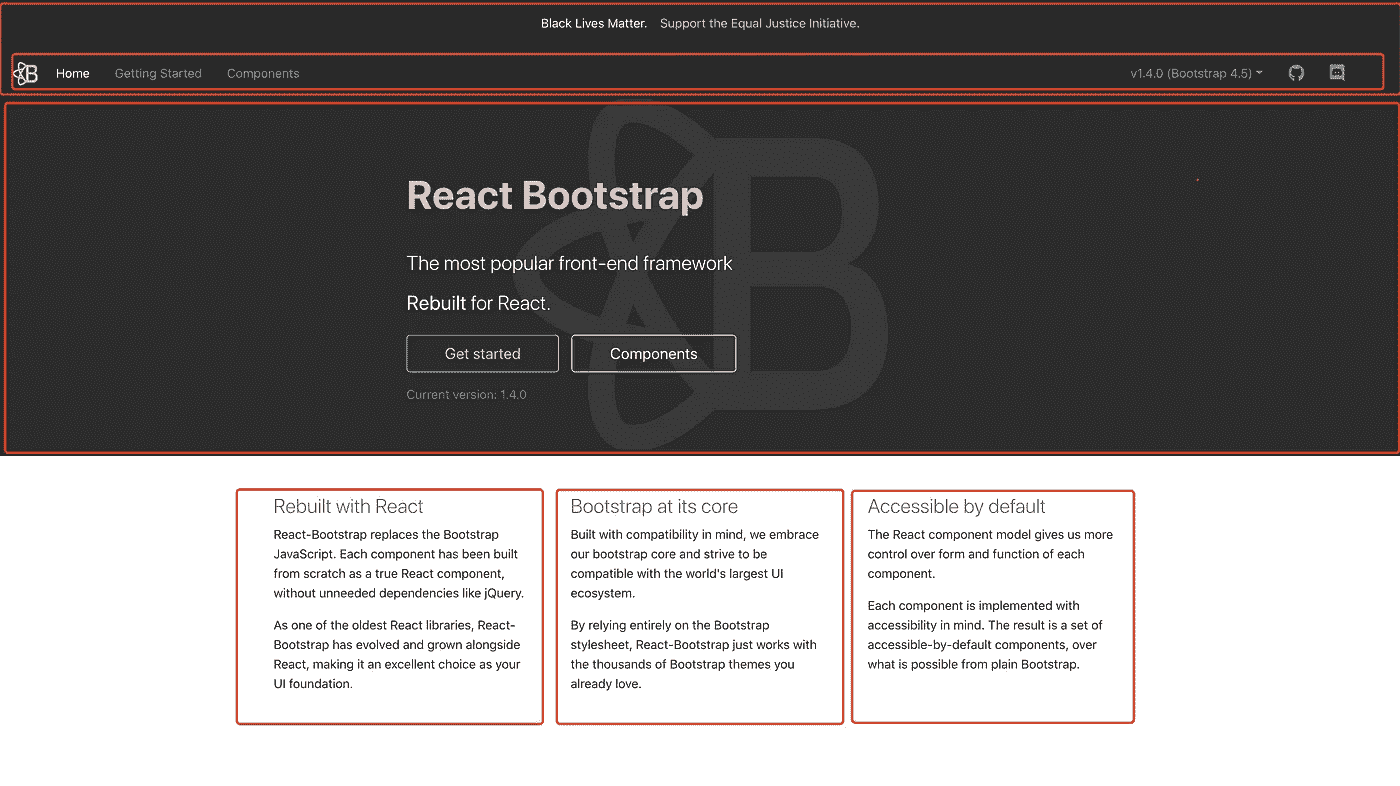 Black Lives Matter. Support the Equal Justice Initiative.
B Home Getting Started Components v1.4.0 (Bootstrap 4.5)
React Bootstrap
The most popular front-end framework
Rebuilt for React.
Get started Components
Current version: 1.4.0
Rebuilt with React
React-Bootstrap replaces the Bootstrap
JavaScript. Each component has been built
from scratch as a true React component,
without unneeded dependencies like jQuery.
As one of the oldest React libraries, React-
Bootstrap has evolved and grown alongside
React, making it an excellent choice as your
UI foundation.
Bootstrap at its core
Built with compatibility in mind, we embrace
our bootstrap core and strive to be
compatible with the world's largest UI
ecosystem.
By relying entirely on the Bootstrap
stylesheet, React-Bootstrap just works with
the thousands of Bootstrap themes you
already love.
Accessible by default
The React component model gives us more
control over form and function of each
component.
Each component is implemented with
accessibility in mind. The result is a set of
accessible-by-default components, over
what is possible from plain Bootstrap.